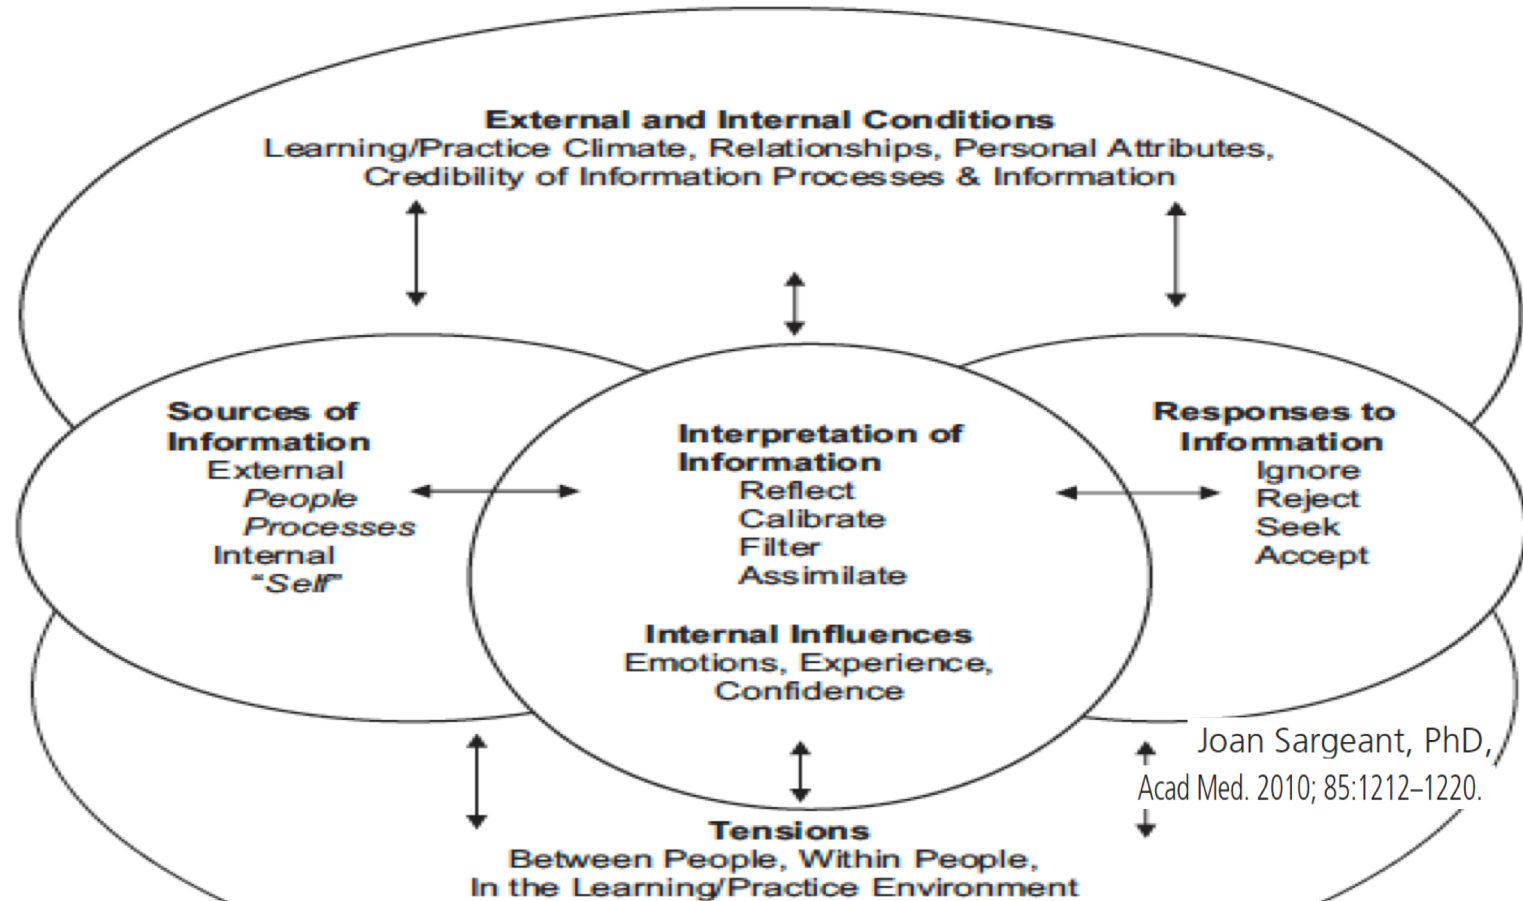 External and Internal Conditions
Learning/Practice Climate, Relationships, Personal Attributes,
Credibility of Information Processes & Information
Sources of
Information
External
People
Processes
Internal
“Self”
Interpretation of
Information
Reflect
Calibrate
Filter
Assimilate
Internal Influences
Emotions, Experience,
Confidence
Responses to
Information
Ignore
Reject
Seek
Accept
Joan Sargeant, PhD,
Acad Med. 2010; 85:1212–1220.
Tensions
Between People, Within People,
In the Learning/Practice Environment